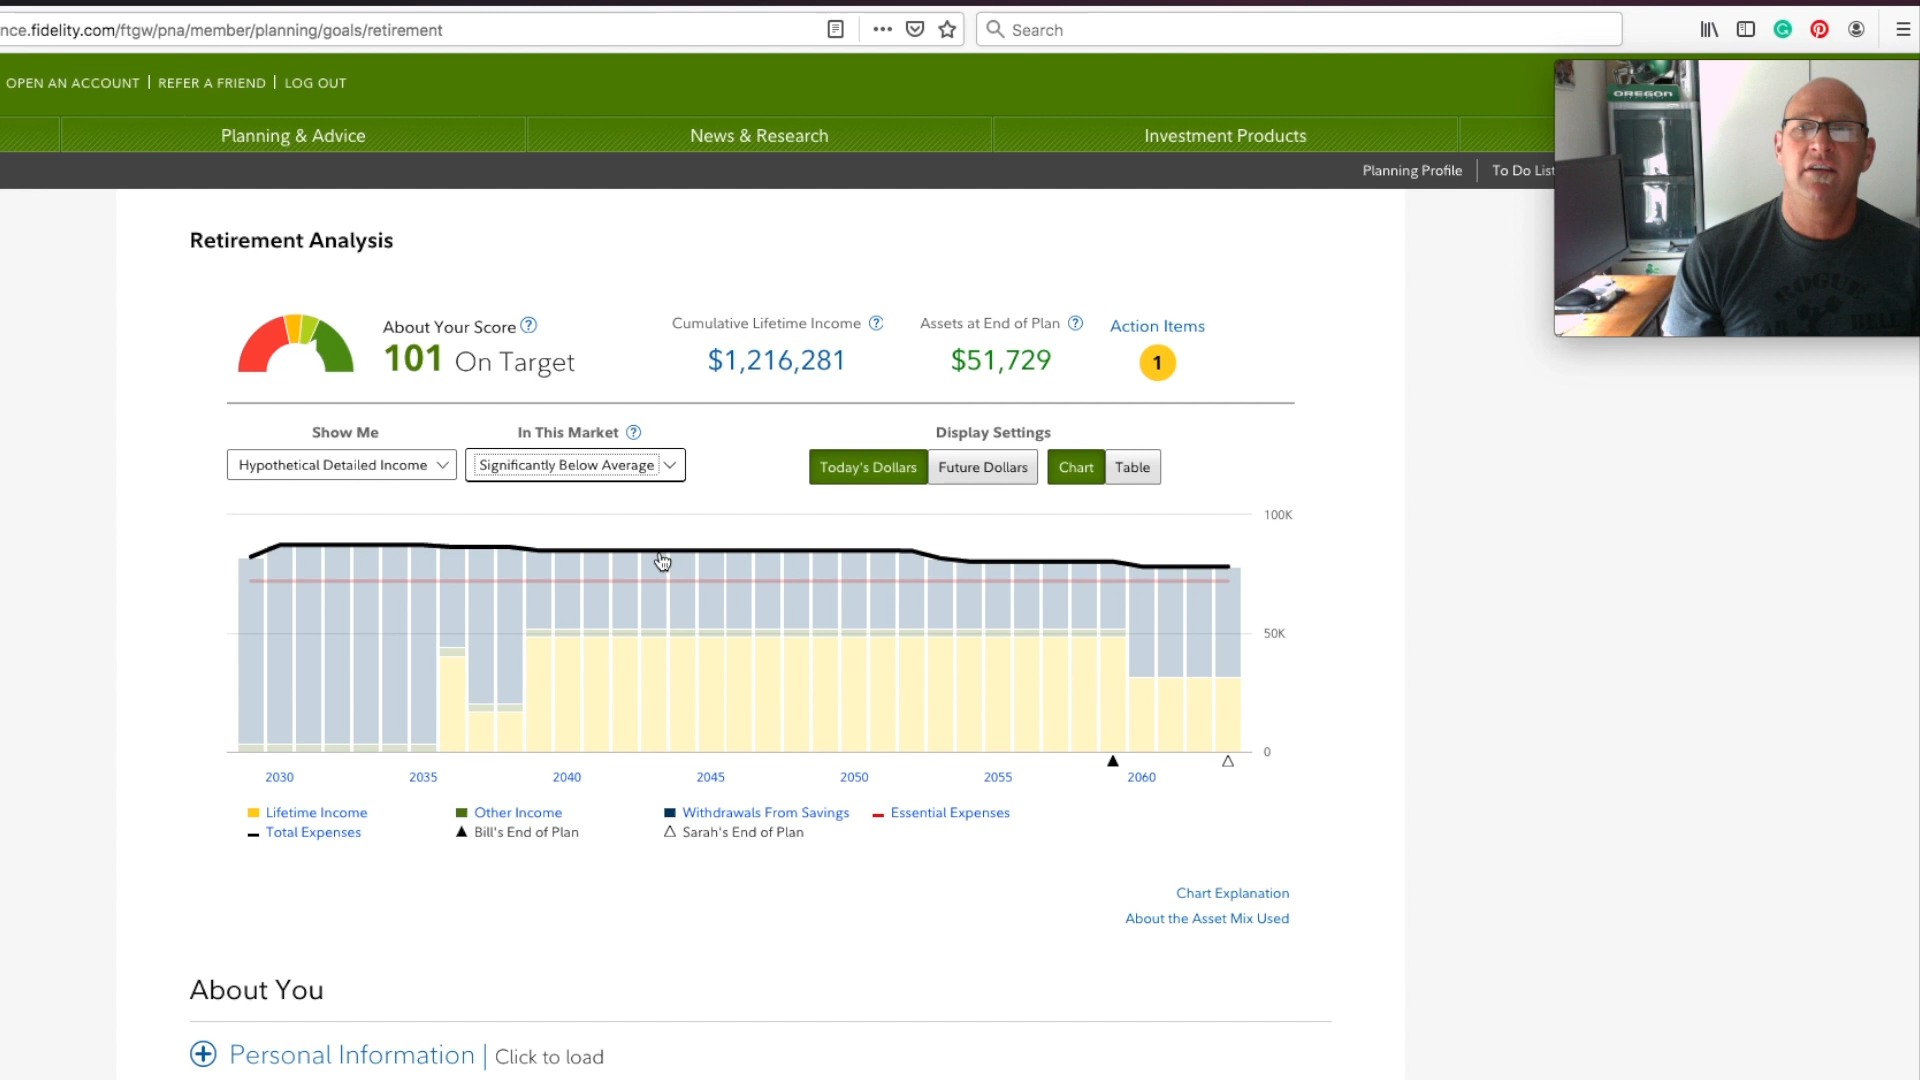 nce.fidelity.com/ftgw/pna/member/planning/goals/retirement
Search
OPEN AN ACCOUNT | REFER A FRIEND | LOG OUT
Planning & Advice
News & Research
Investment Products
Planning Profile
To Do List
OREGON
ROGUE
Retirement Analysis
About Your Score ?
101 On Target
Cumulative Lifetime Income ?
$1,216,281
Assets at End of Plan ?
$51,729
Action Items
1
Show Me
In This Market ?
Display Settings
Hypothetical Detailed Income
Significantly Below Average
Today's Dollars
Future Dollars
Chart
Table
100K
50K
0
2030 2035 2040 2045 2050 2055 2060
Lifetime Income
Other Income
Withdrawals From Savings
Essential Expenses
Total Expenses
Bill's End of Plan
Sarah's End of Plan
Chart Explanation
About the Asset Mix Used
About You
Personal Information | Click to load